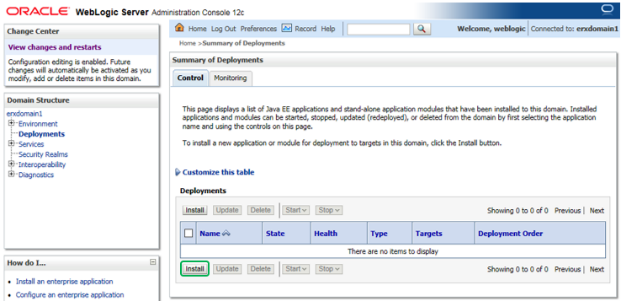 ORACLE WebLogic Server Administration Console 12c
Change Center
View changes and restarts
Configuration editing is enabled. Future
changes will automatically be activated as you
modify, add or delete items in this domain.
Domain Structure
erxdomain1
Environment
Deployments
Services
Security Realms
Interoperability
Diagnostics
How do I...
Install an enterprise application
Configure an enterprise application
Home Log Out Preferences Record Help
Welcome, weblogic Connected to: erxdomain1
Home >Summary of Deployments
Summary of Deployments
Control Monitoring
This page displays a list of Java EE applications and stand-alone application modules that have been installed to this domain. Installed
applications and modules can be started, stopped, updated (redeployed), or deleted from the domain by first selecting the application
name and using the controls on this page.
To install a new application or module for deployment to targets in this domain, click the Install button.
Customize this table
Deployments
Install Update Delete Start Stop Showing 0 to 0 of 0 Previous | Next
Name State Health Type Targets Deployment Order
There are no items to display
Install Update Delete Start Stop Showing 0 to 0 of 0 Previous | Next